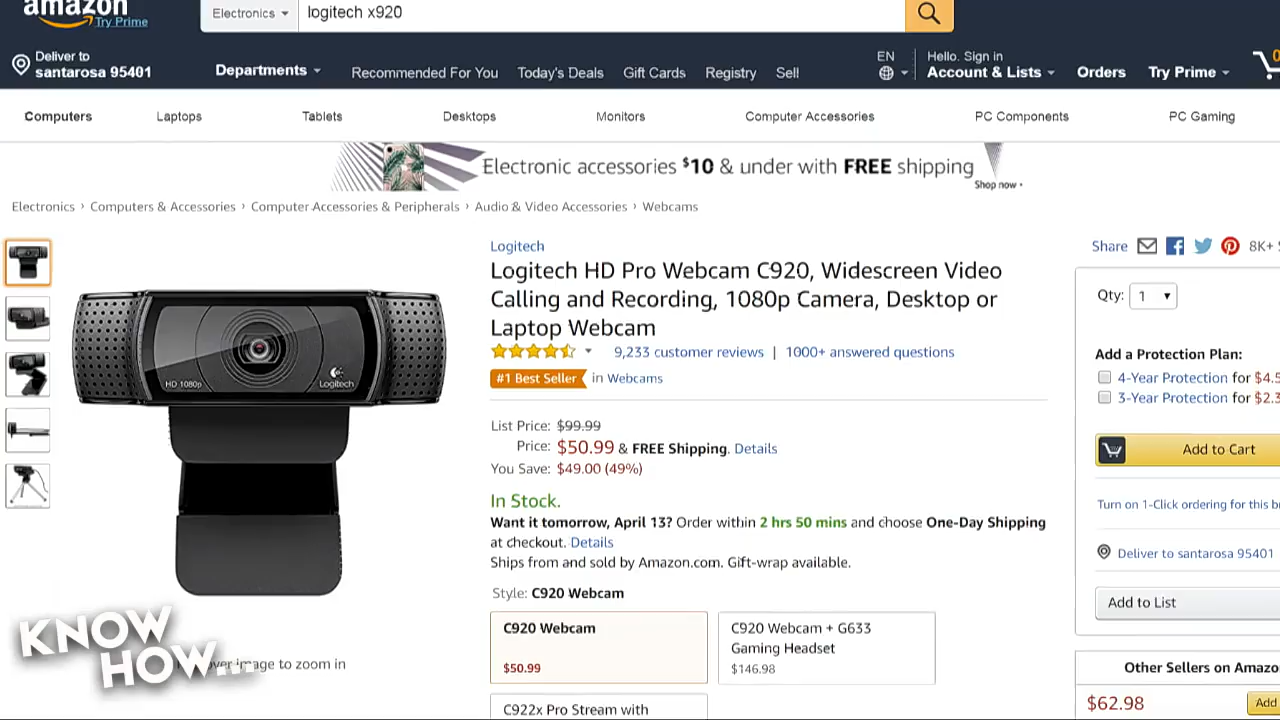 amazon
Try Prime
Electronics
logitech x920
Deliver to
santarosa 95401
Departments
Recommended For You
Today's Deals
Gift Cards
Registry
Sell
EN
Hello. Sign in
Account & Lists
Orders
Try Prime
0
Computers
Laptops
Tablets
Desktops
Monitors
Computer Accessories
PC Components
PC Gaming
Electronic accessories $10 & under with FREE shipping
Shop now ›
Electronics › Computers & Accessories › Computer Accessories & Peripherals › Audio & Video Accessories › Webcams
HD 1080p
Logitech
Logitech
Logitech HD Pro Webcam C920, Widescreen Video
Calling and Recording, 1080p Camera, Desktop or
Laptop Webcam
9,233 customer reviews | 1000+ answered questions
#1 Best Seller in Webcams
List Price: $99.99
Price: $50.99 & FREE Shipping. Details
You Save: $49.00 (49%)
In Stock.
Want it tomorrow, April 13? Order within 2 hrs 50 mins and choose One-Day Shipping
at checkout. Details
Ships from and sold by Amazon.com. Gift-wrap available.
Style: C920 Webcam
C920 Webcam
$50.99
C920 Webcam + G633
Gaming Headset
$146.98
C922x Pro Stream with
Share
8K+
Qty: 1
Add a Protection Plan:
4-Year Protection for $4.5
3-Year Protection for $2.3
Add to Cart
Turn on 1-Click ordering for this b
Deliver to santarosa 95401
Add to List
Other Sellers on Amazo
$62.98
Add
KNOW
HOW...
over image to zoom in